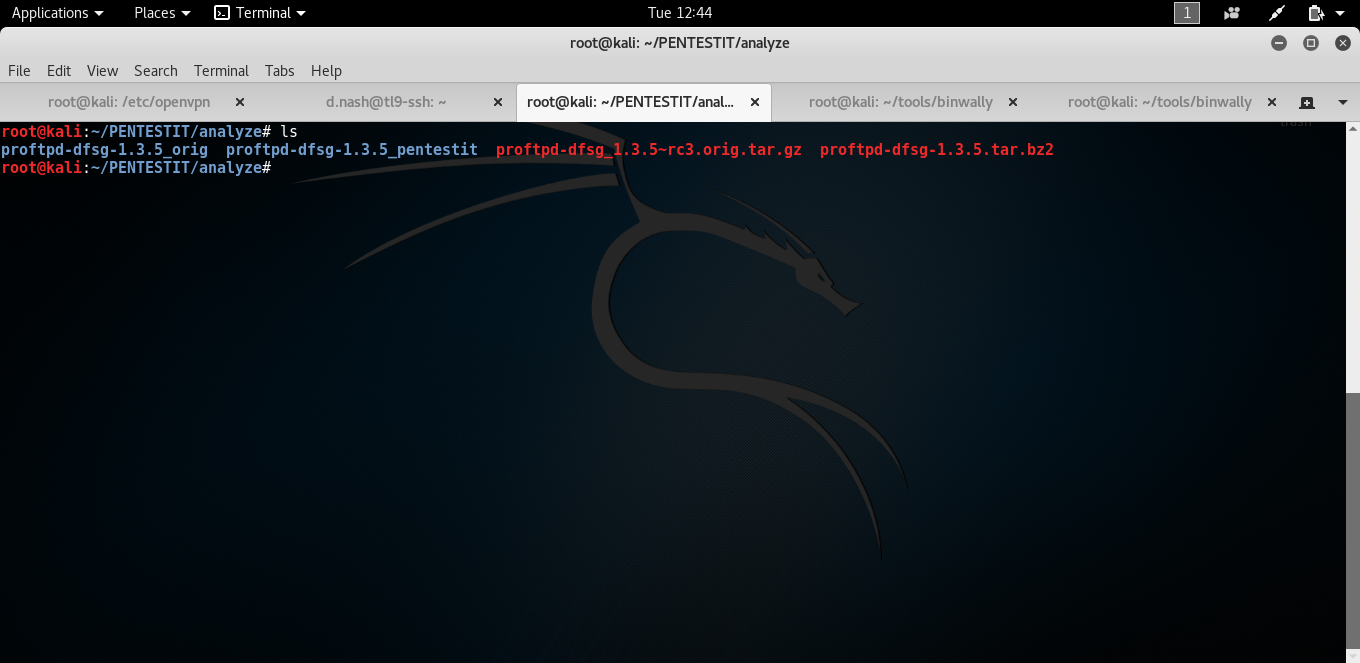 Applications Places Terminal Tue 12:44 1
root@kali: ~/PENTESTIT/analyze
File Edit View Search Terminal Tabs Help
root@kali: /etc/openvpn d.nash@tl9-ssh: ~ root@kali: ~/PENTESTIT/anal... root@kali: ~/tools/binwally root@kali: ~/tools/binwally
root@kali:~/PENTESTIT/analyze# ls
proftpd-dfsg-1.3.5_orig proftpd-dfsg-1.3.5_pentestit proftpd-dfsg_1.3.5~rc3.orig.tar.gz proftpd-dfsg-1.3.5.tar.bz2
root@kali:~/PENTESTIT/analyze#